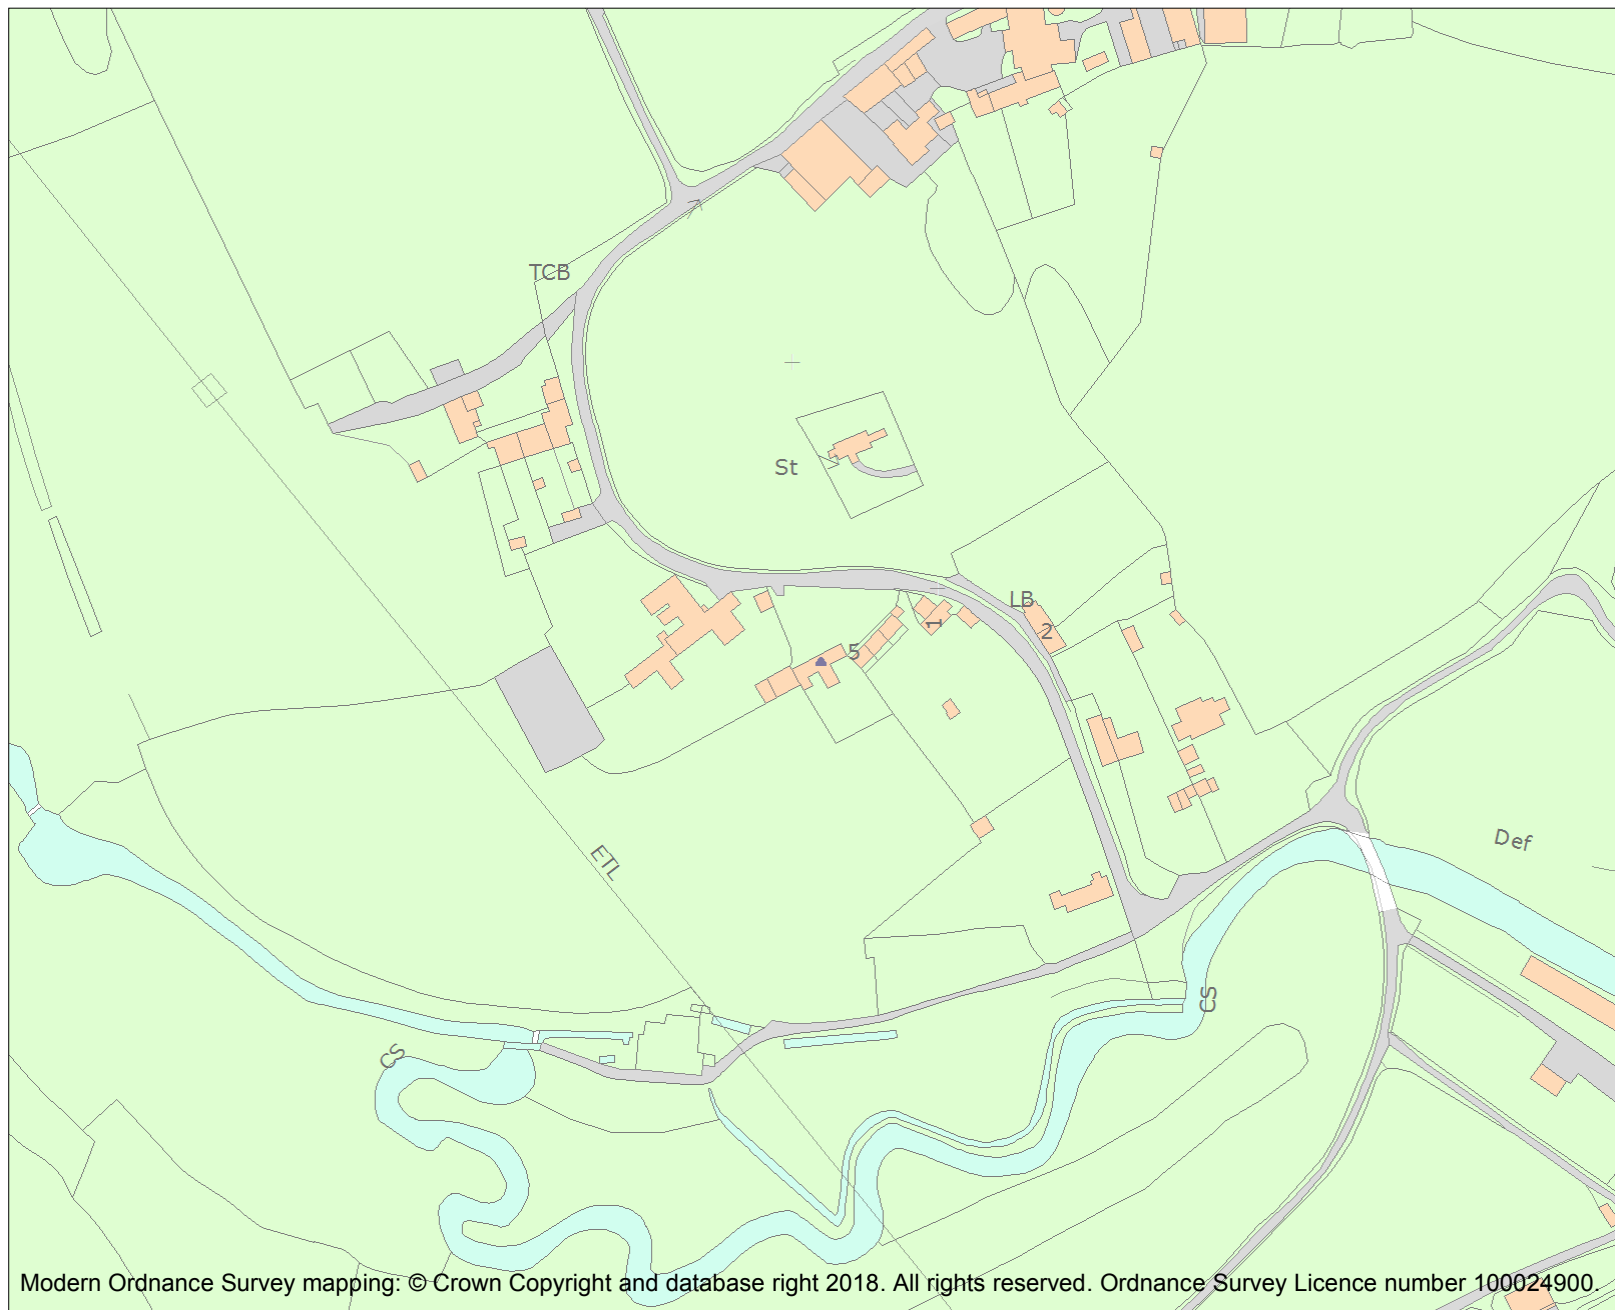 TCB
St
LB
1
2
5
Def
ETL
CS
CS
Modern Ordnance Survey mapping: © Crown Copyright and database right 2018. All rights reserved. Ordnance Survey Licence number 100024900.